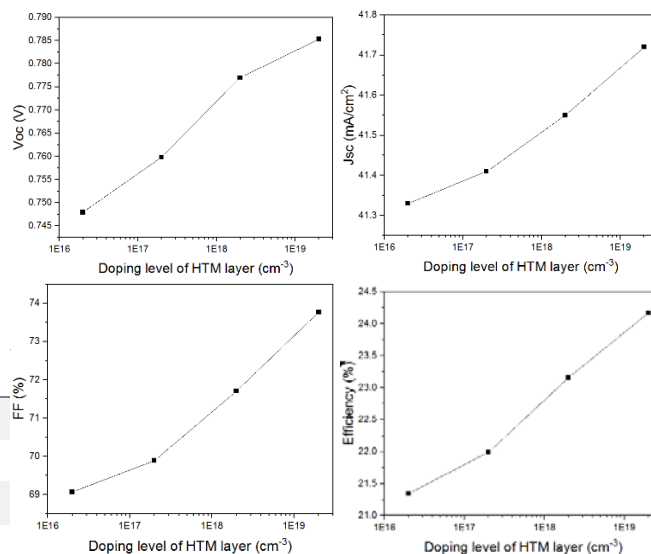 0.790
0.785
0.780
0.775
0.770
0.765
0.760
0.755
0.750
0.745
Voc (V)
1E16 1E17 1E18 1E19
Doping level of HTM layer (cm⁻³)
41.8
41.7
41.6
41.5
41.4
41.3
Jsc (mA/cm²)
1E16 1E17 1E18 1E19
Doping level of HTM layer (cm⁻³)
74
73
72
71
70
69
FF (%)
1E16 1E17 1E18 1E19
Doping level of HTM layer (cm⁻³)
24.5
24.0
23.5
23.0
22.5
22.0
21.5
21.0
Efficiency (%)
1E16 1E17 1E18 1E19
Doping level of HTM layer (cm⁻³)